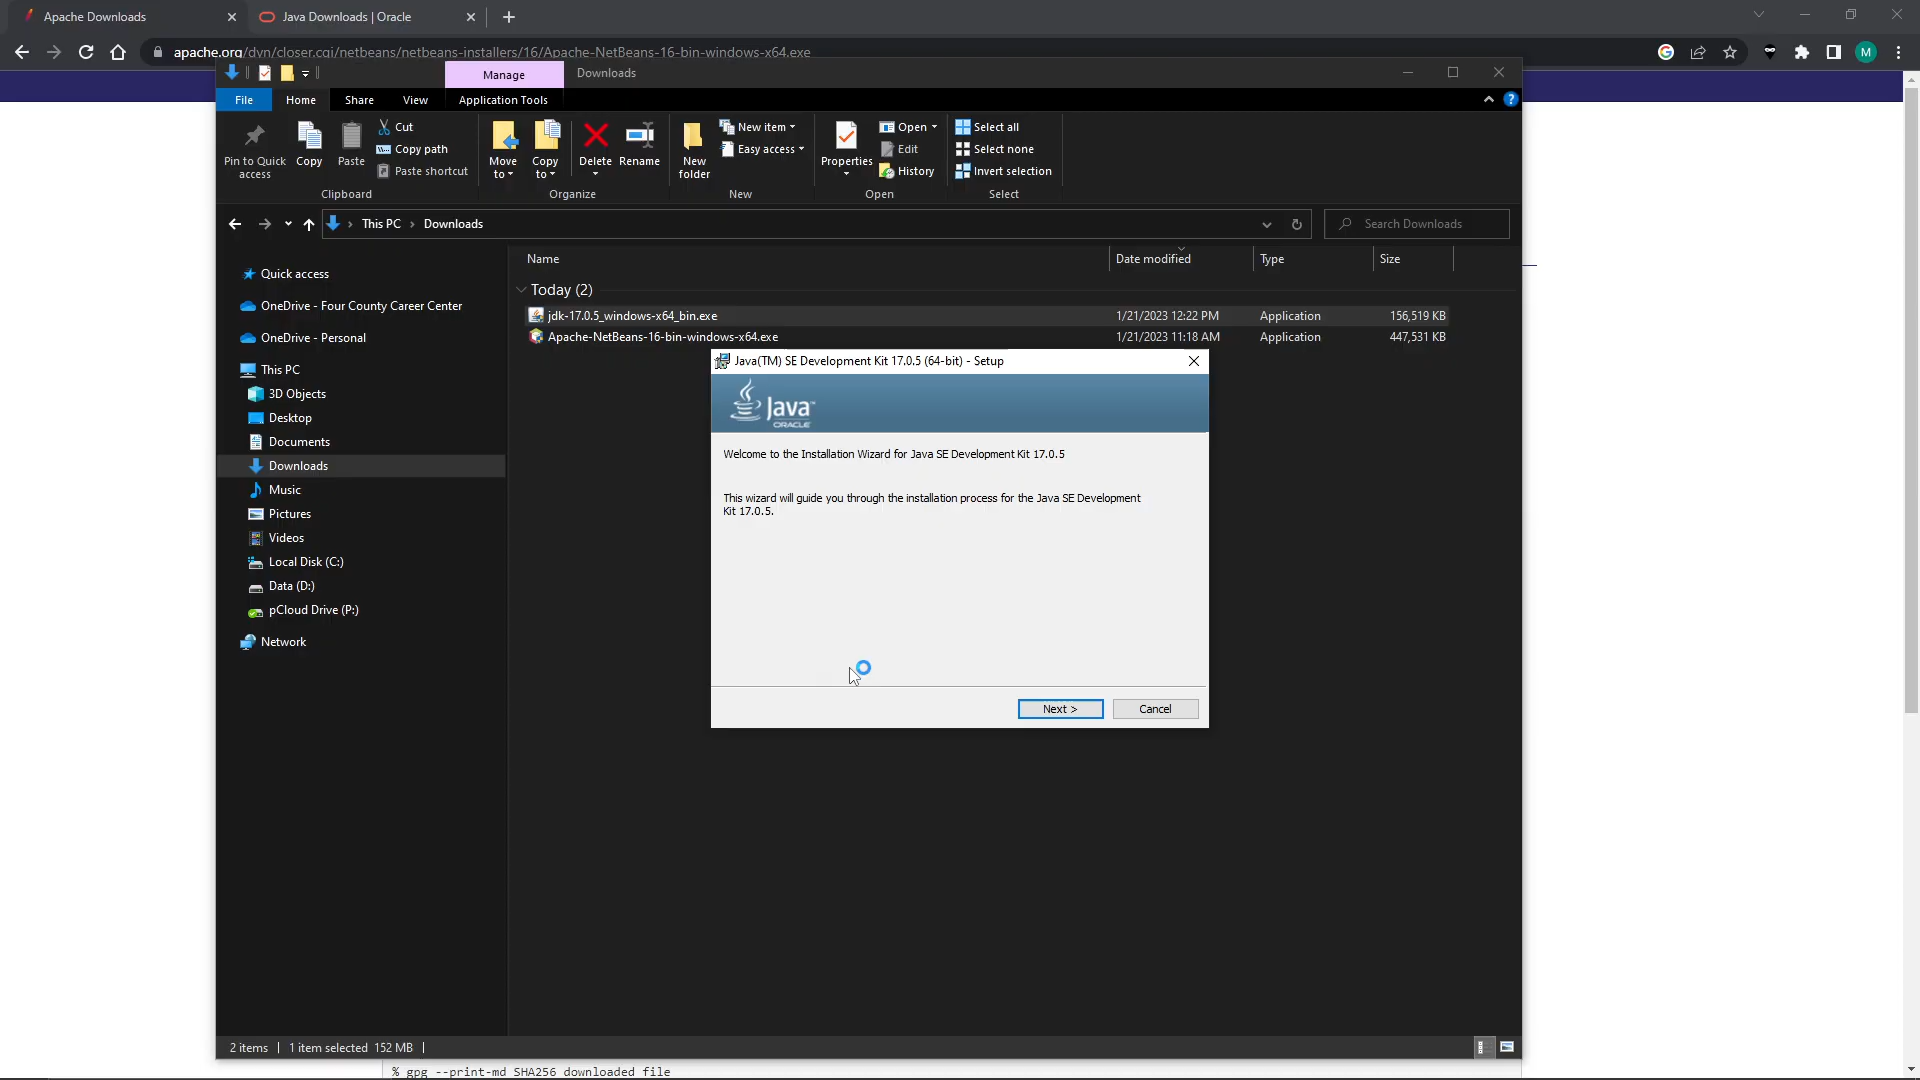 Apache Downloads
Java Downloads | Oracle
apache.org/dyn/closer.cgi/netbeans/netbeans-installers/16/Apache-NetBeans-16-bin-windows-x64.exe
M
Manage
Downloads
File
Home
Share
View
Application Tools
Pin to Quick access
Copy
Paste
Cut
Copy path
Paste shortcut
Clipboard
Move to
Copy to
Delete
Rename
Organize
New folder
New item
Easy access
New
Properties
Open
Edit
History
Open
Select all
Select none
Invert selection
Select
This PC
Downloads
Search Downloads
Name
Date modified
Type
Size
Quick access
OneDrive - Four County Career Center
OneDrive - Personal
This PC
3D Objects
Desktop
Documents
Downloads
Music
Pictures
Videos
Local Disk (C:)
Data (D:)
pCloud Drive (P:)
Network
Today (2)
jdk-17.0.5_windows-x64_bin.exe 1/21/2023 12:22 PM Application 156,519 KB
Apache-NetBeans-16-bin-windows-x64.exe 1/21/2023 11:18 AM Application 447,531 KB
Java(TM) SE Development Kit 17.0.5 (64-bit) - Setup
Java™
ORACLE
Welcome to the Installation Wizard for Java SE Development Kit 17.0.5
This wizard will guide you through the installation process for the Java SE Development
Kit 17.0.5.
Next >
Cancel
2 items
1 item selected 152 MB
% gpg --print-md SHA256 downloaded_file